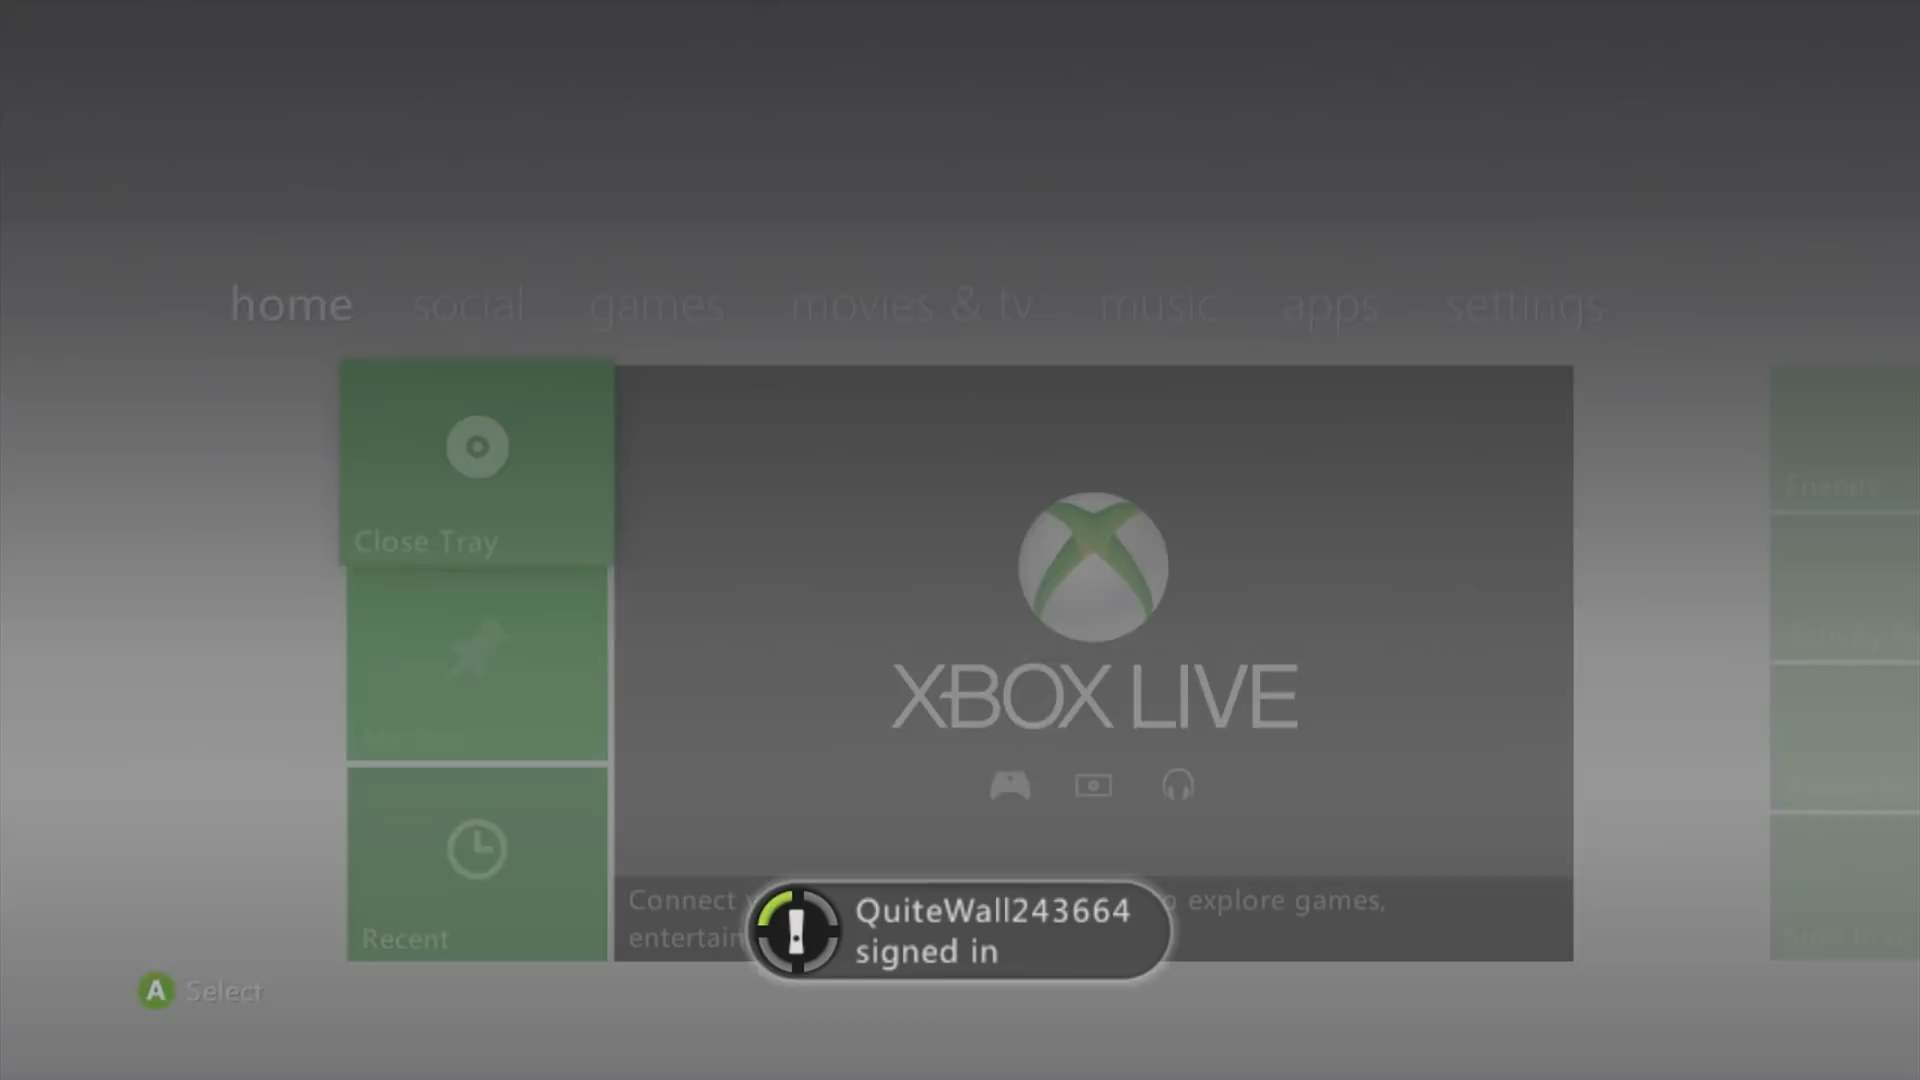 home social games movies & tv music apps settings
Close Tray
Recent
XBOX LIVE
Connect
explore games,
QuiteWall243664
signed in
Friends
A Select